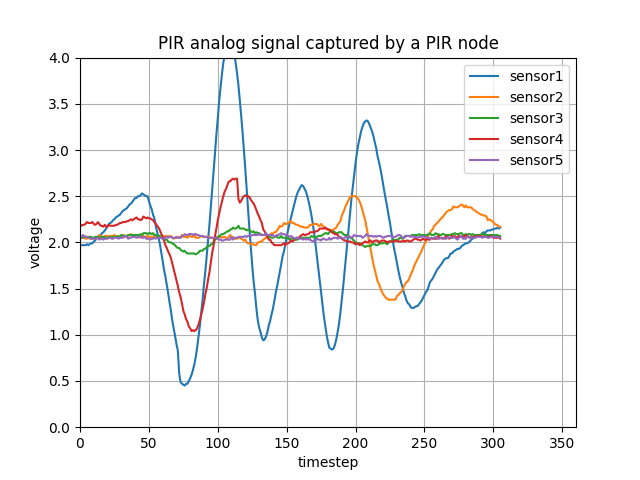 PIR analog signal captured by a PIR node
4.0
3.5
3.0
2.5
2.0
1.5
1.0
0.5
0.0
voltage
sensor1
sensor2
sensor3
sensor4
sensor5
0 50 100 150 200 250 300 350
timestep